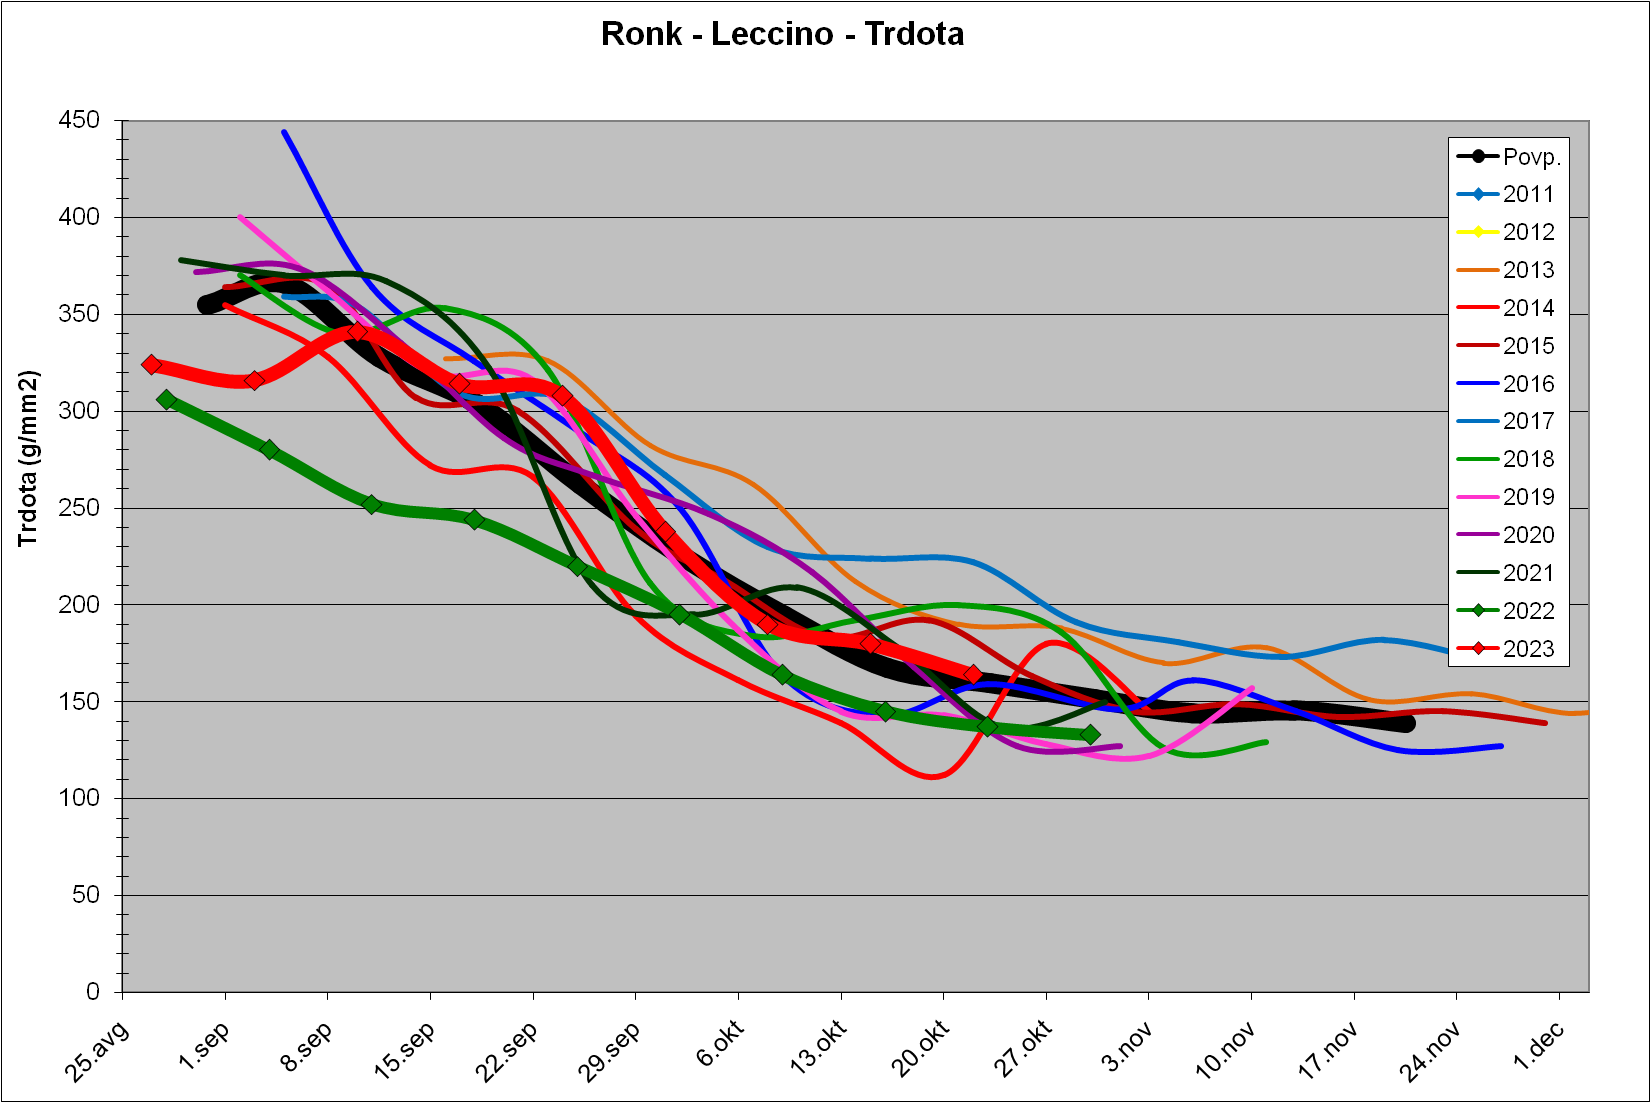 Ronk - Leccino - Trdota
Trdota (g/mm2)
450
400
350
300
250
200
150
100
50
0
25.avg
1.sep
8.sep
15.sep
22.sep
29.sep
6.okt
13.okt
20.okt
27.okt
3.nov
10.nov
17.nov
24.nov
1.dec
Povp.
2011
2012
2013
2014
2015
2016
2017
2018
2019
2020
2021
2022
2023